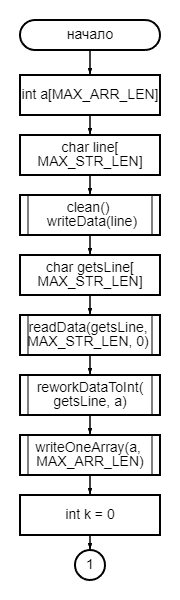 начало
int a[MAX_ARR_LEN]
char line[
MAX_STR_LEN]
clean()
writeData(line)
char getsLine[
MAX_STR_LEN]
readData(getsLine,
MAX_STR_LEN, 0)
reworkDataToInt(
getsLine, a)
writeOneArray(a,
MAX_ARR_LEN)
int k = 0
1